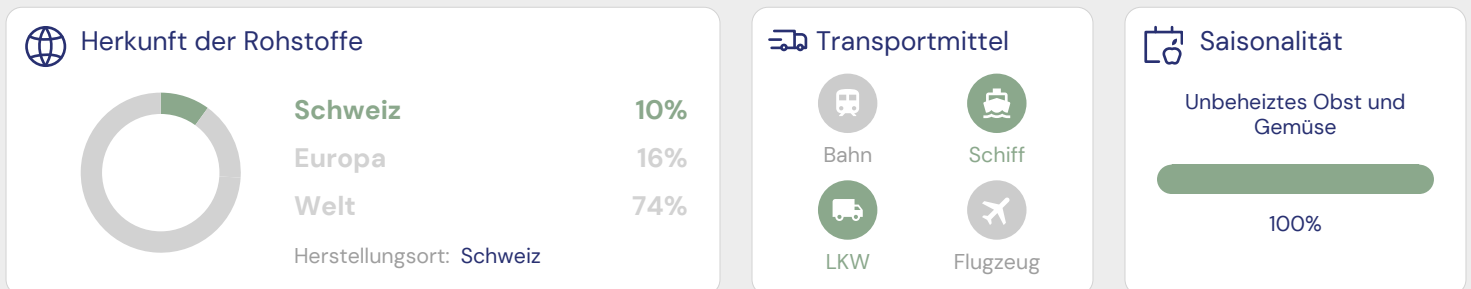 Herkunft der Rohstoffe
Schweiz 10%
Europa 16%
Welt 74%
Herstellungsort: Schweiz
Transportmittel
Bahn Schiff
LKW Flugzeug
Saisonalität
Unbeheiztes Obst und
Gemüse
100%